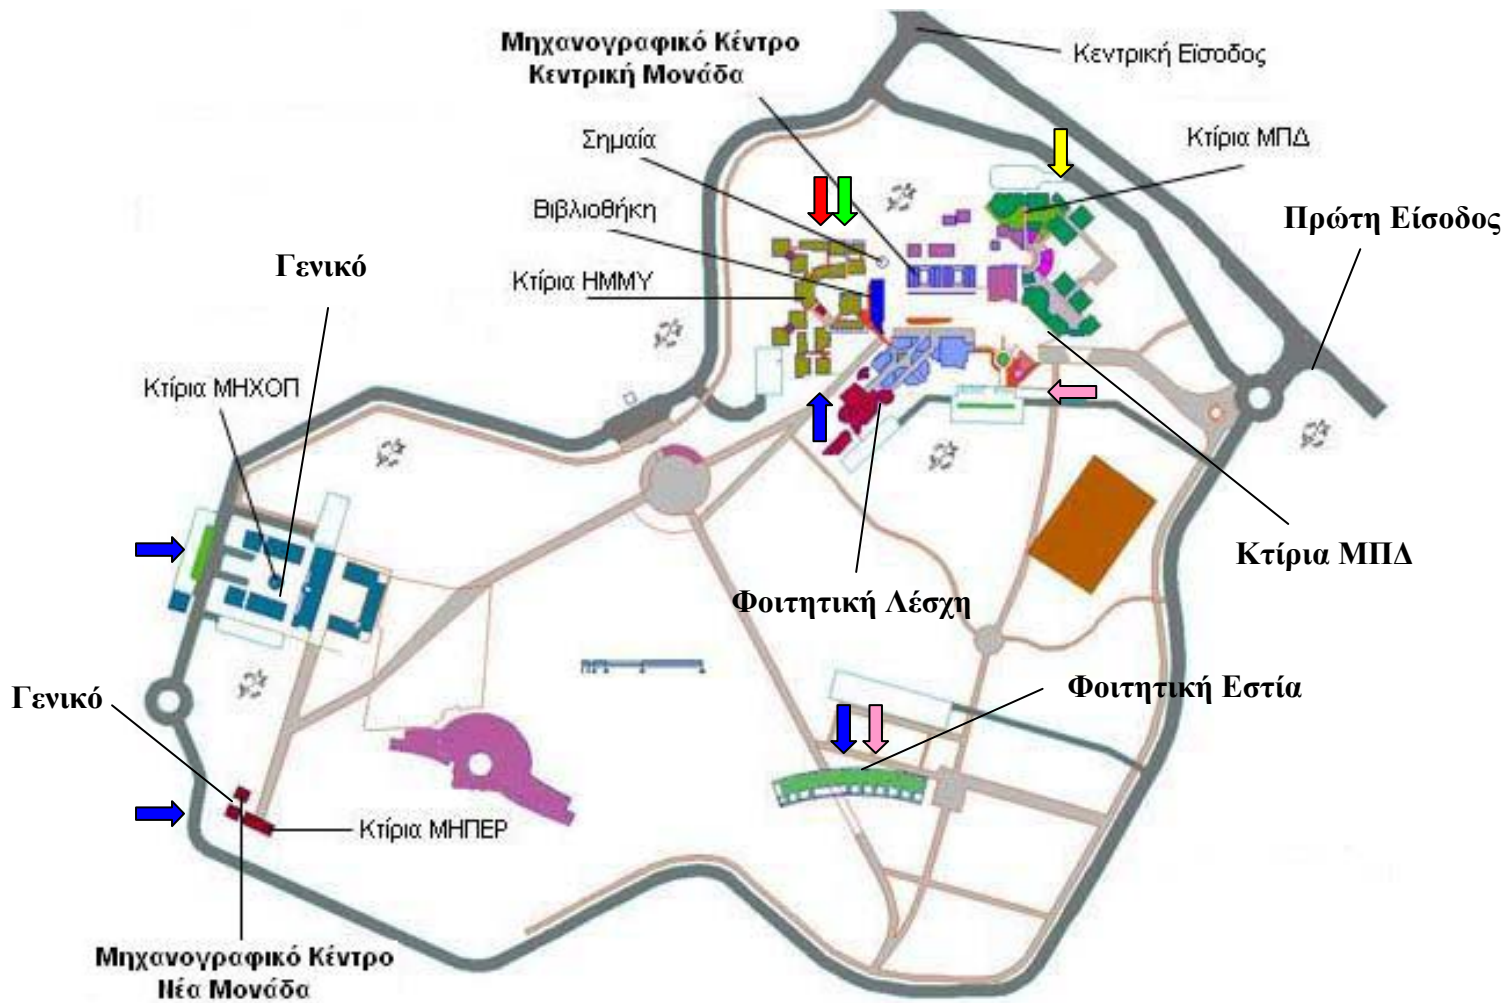 Μηχανογραφικό Κέντρο
Κεντρική Μονάδα
Κεντρική Είσοδος
Σημαία
Κτίρια ΜΠΔ
Βιβλιοθήκη
Πρώτη Είσοδος
Γενικό
Κτίρια ΗΜΜΥ
Κτίρια ΜΗΧΟΠ
Κτίρια ΜΠΔ
Φοιτητική Λέσχη
Γενικό
Φοιτητική Εστία
Κτίρια ΜΗΠΕΡ
Μηχανογραφικό Κέντρο
Νέα Μονάδα